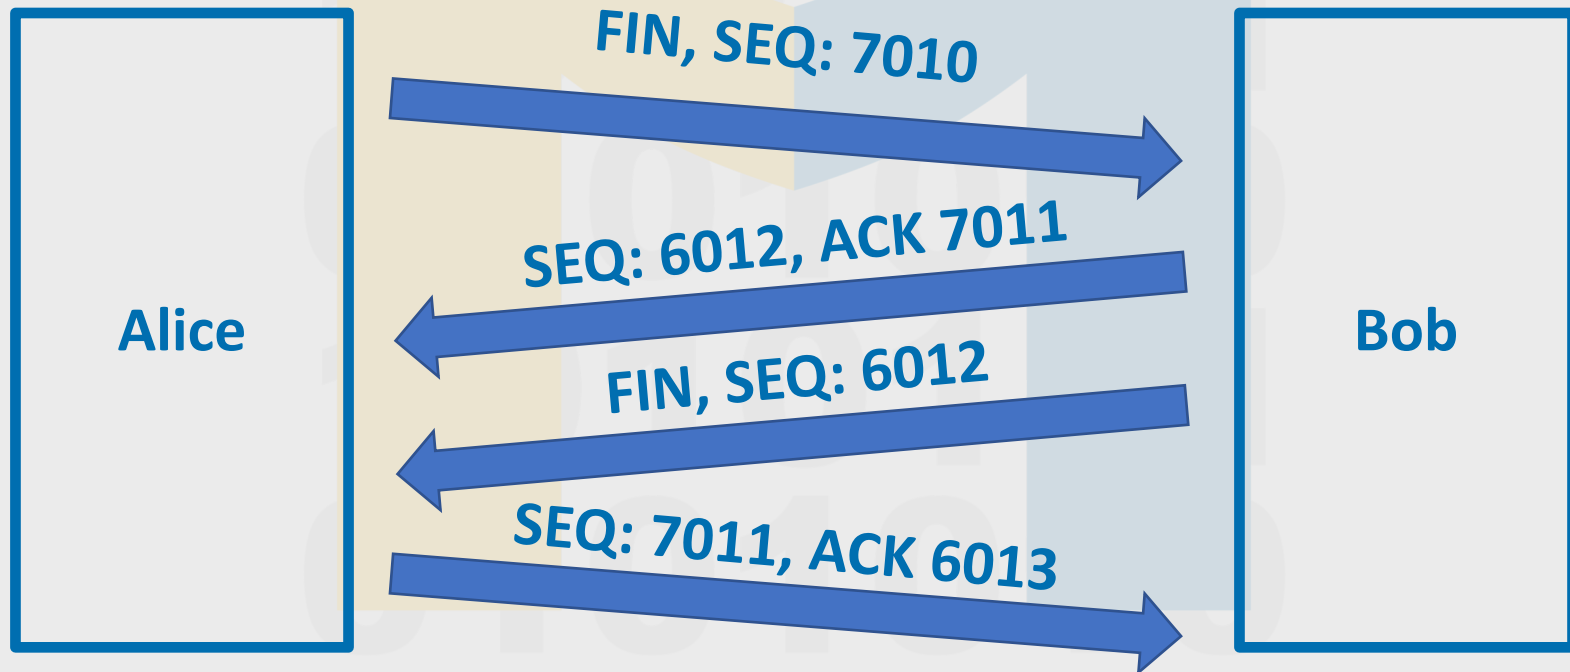 FIN, SEQ: 7010
SEQ: 6012, ACK 7011
Alice
Bob
FIN, SEQ: 6012
SEQ: 7011, ACK 6013